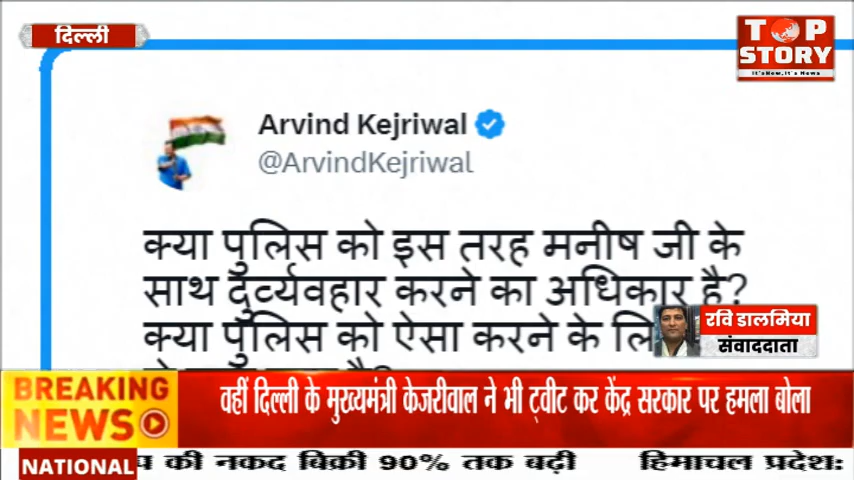 दिल्ली
TOP
STORY
It'sNow, It's News
Arvind Kejriwal
@ArvindKejriwal
क्या पुलिस को इस तरह मनीष जी के
साथ दुर्व्यवहार करने का अधिकार है?
क्या पुलिस को ऐसा करने के
रवि डालमिया
संवाददाता
BREAKING
NEWS
वहीं दिल्ली के मुख्यमंत्री केजरीवाल ने भी ट्वीट कर केंद्र सरकार पर हमला बोला
NATIONAL
की नकद बिक्री 90% तक बढ़ी हिमाचल प्रदेश: